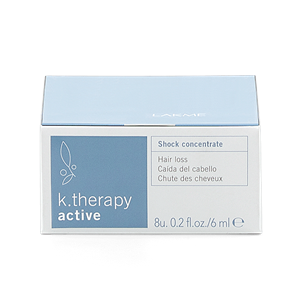 LAKMÉ
Shock concentrate
Hair loss
Caída del cabello
Chute des cheveux
k.therapy
active
8u. 0.2 fl.oz./6 ml ℮